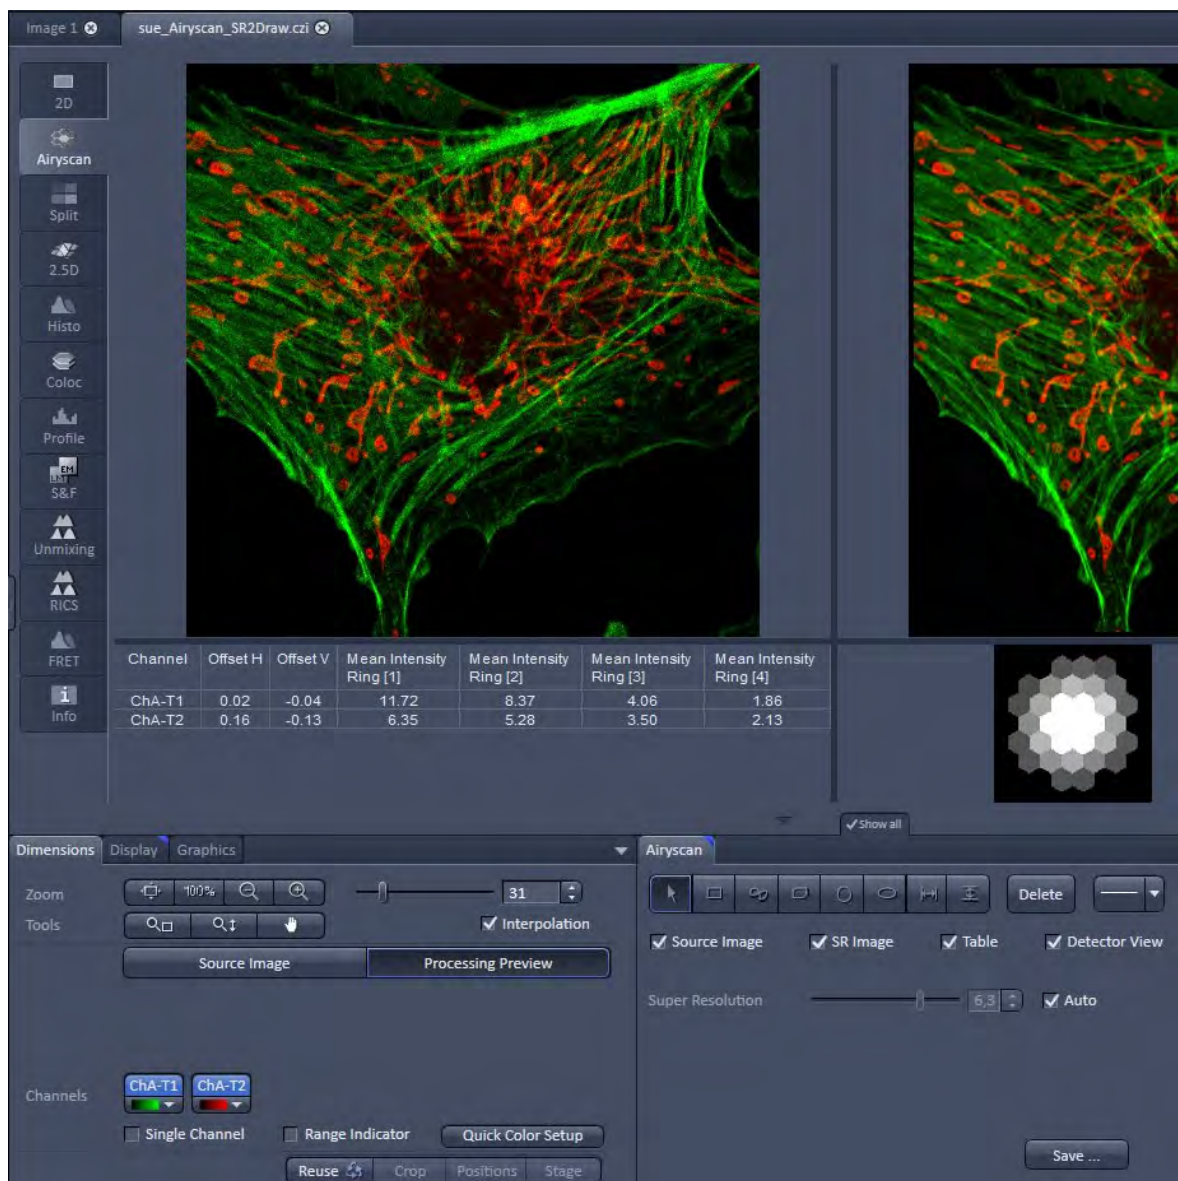 Image 1
sue_Airyscan_SR2Draw.czi
2D
Airyscan
Split
2.5D
Histo
Coloc
Profile
EM
S&F
Unmixing
RICS
FRET
Info
Channel Offset H Offset V Mean Intensity Ring [1] Mean Intensity Ring [2] Mean Intensity Ring [3] Mean Intensity Ring [4]
ChA-T1 0.02 -0.04 11.72 8.37 4.06 1.86
ChA-T2 0.16 -0.13 6.35 5.28 3.50 2.13
Show all
Dimensions Display Graphics
Zoom 100% 31
Tools Interpolation
Source Image Processing Preview
Channels ChA-T1 ChA-T2
Single Channel Range Indicator Quick Color Setup
Reuse Crop Positions Stage
Airyscan
Delete
Source Image SR Image Table Detector View
Super Resolution 6,3 Auto
Save ...